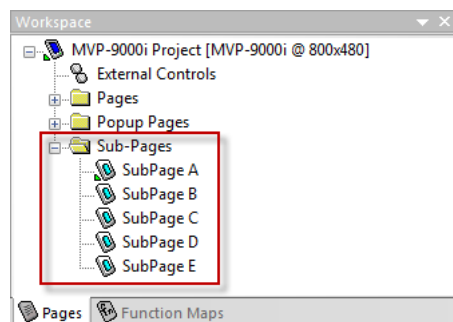 Workspace
MVP-9000i Project [MVP-9000i @ 800x480]
External Controls
Pages
Popup Pages
Sub-Pages
SubPage A
SubPage B
SubPage C
SubPage D
SubPage E
Pages Function Maps